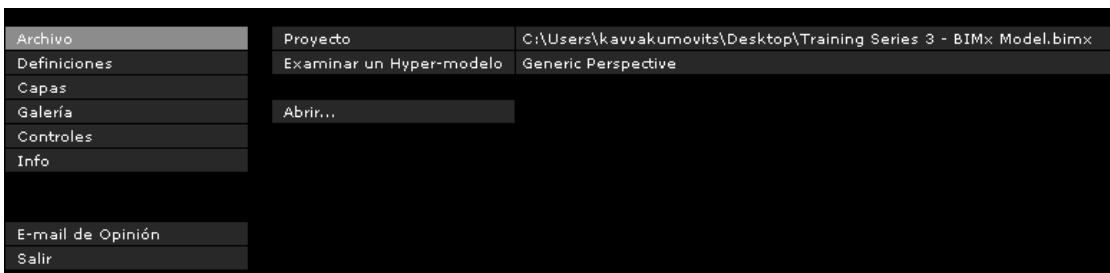 Archivo
Definiciones
Capas
Galería
Controles
Info
E-mail de Opinión
Salir
Proyecto C:\Users\kavvakumovits\Desktop\Training Series 3 - BIMx Model.bimx
Examinar un Hyper-modelo Generic Perspective
Abrir...